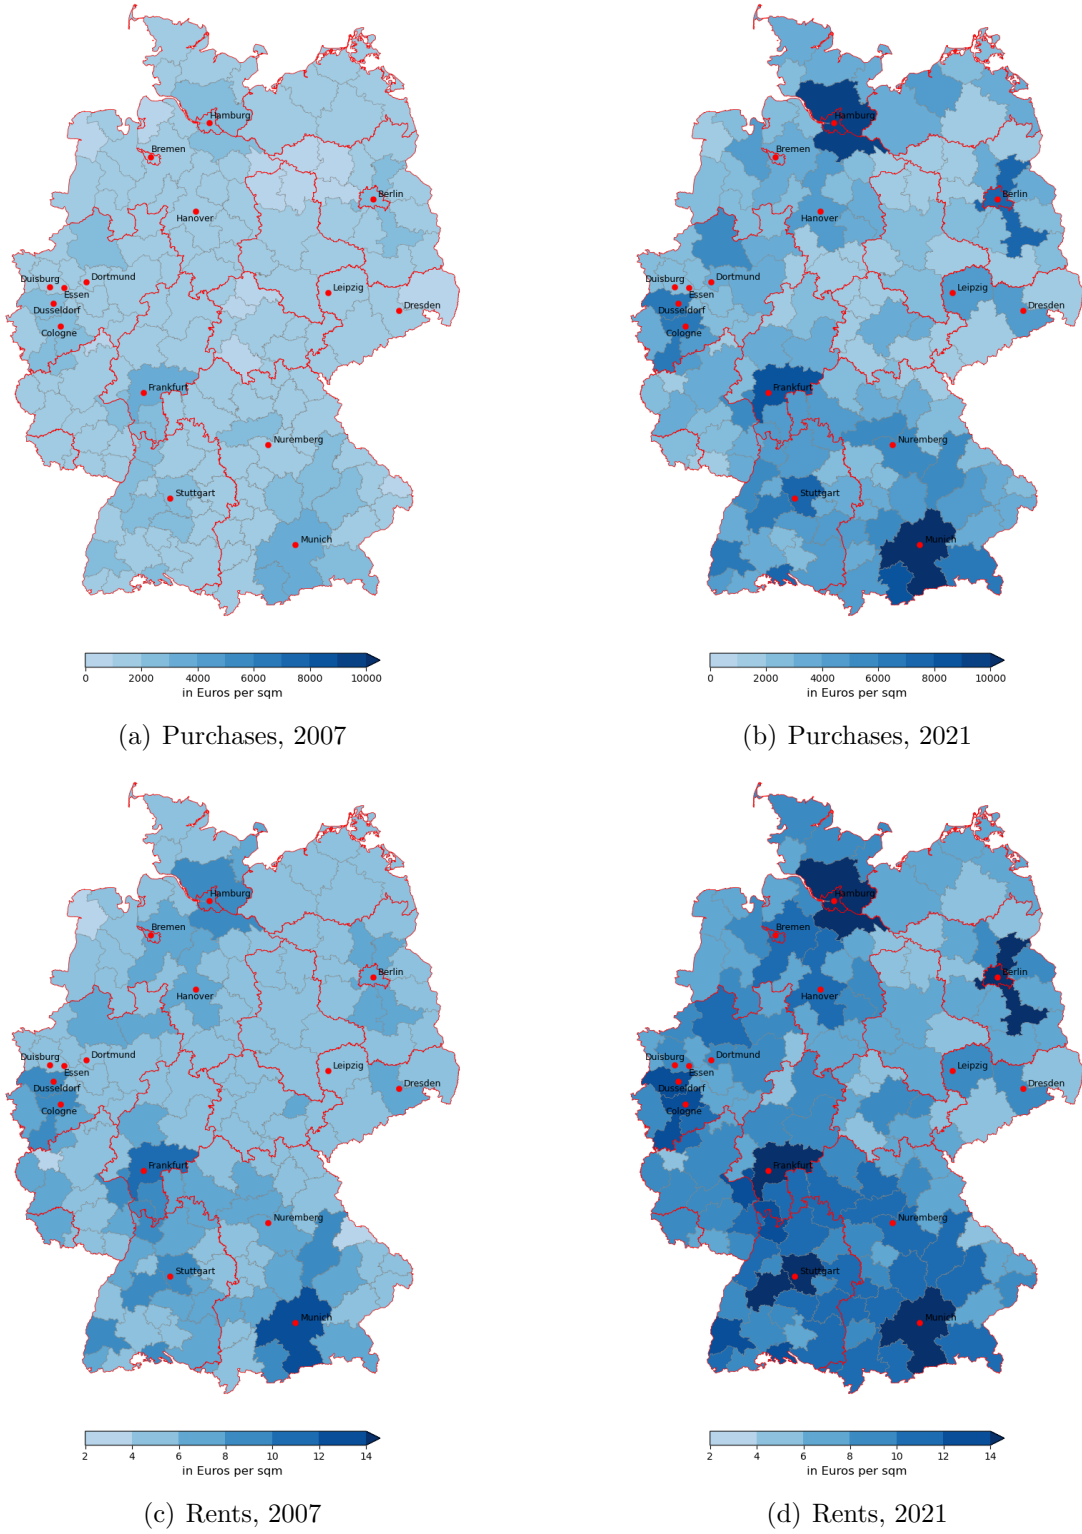 Hamburg
Bremen
Berlin
Hanover
Duisburg
Dortmund
Essen
Leipzig
Dusseldorf
Dresden
Cologne
Frankfurt
Nuremberg
Stuttgart
Munich
0 2000 4000 6000 8000 10000
in Euros per sqm
(a) Purchases, 2007
Hamburg
Bremen
Berlin
Hanover
Duisburg
Dortmund
Essen
Leipzig
Dusseldorf
Dresden
Cologne
Frankfurt
Nuremberg
Stuttgart
Munich
0 2000 4000 6000 8000 10000
in Euros per sqm
(b) Purchases, 2021
Hamburg
Bremen
Berlin
Hanover
Duisburg
Dortmund
Essen
Leipzig
Dusseldorf
Dresden
Cologne
Frankfurt
Nuremberg
Stuttgart
Munich
2 4 6 8 10 12 14
in Euros per sqm
(c) Rents, 2007
Hamburg
Bremen
Berlin
Hanover
Duisburg
Dortmund
Essen
Leipzig
Dusseldorf
Dresden
Cologne
Frankfurt
Nuremberg
Stuttgart
Munich
2 4 6 8 10 12 14
in Euros per sqm
(d) Rents, 2021